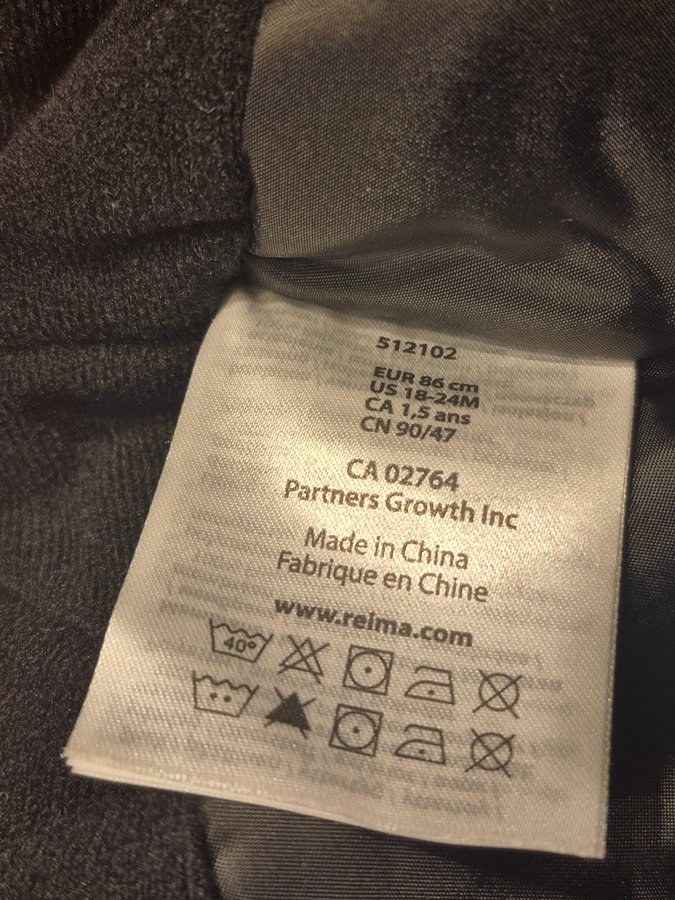 512102
EUR 86 cm
US 18-24M
CA 1,5 ans
CN 90/47
CA 02764
Partners Growth Inc
Made in China
Fabrique en Chine
www.reima.com
40°